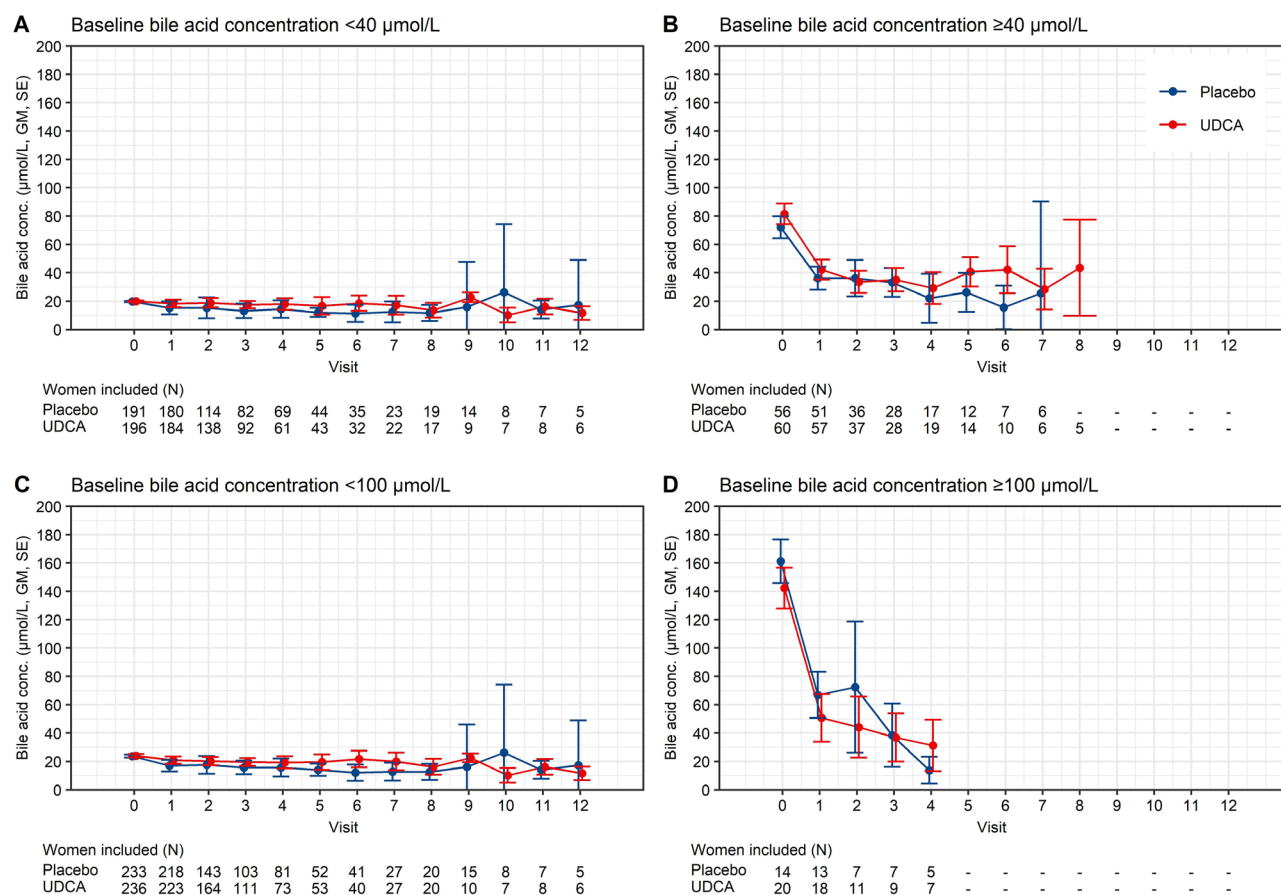 A Baseline bile acid concentration <40 µmol/L
200
180
160
140
120
100
80
60
40
20
0
Bile acid conc. (µmol/L, GM, SE)
0 1 2 3 4 5 6 7 8 9 10 11 12
Visit
Women included (N)
Placebo 191 180 114 82 69 44 35 23 19 14 8 7 5
UDCA 196 184 138 92 61 43 32 22 17 9 7 8 6
B Baseline bile acid concentration ≥40 µmol/L
200
180
160
140
120
100
80
60
40
20
0
Bile acid conc. (µmol/L, GM, SE)
Placebo
UDCA
0 1 2 3 4 5 6 7 8 9 10 11 12
Visit
Women included (N)
Placebo 56 51 36 28 17 12 7 6 - - - - -
UDCA 60 57 37 28 19 14 10 6 5 - - - -
C Baseline bile acid concentration <100 µmol/L
200
180
160
140
120
100
80
60
40
20
0
Bile acid conc. (µmol/L, GM, SE)
0 1 2 3 4 5 6 7 8 9 10 11 12
Visit
Women included (N)
Placebo 233 218 143 103 81 52 41 27 20 15 8 7 5
UDCA 236 223 164 111 73 53 40 27 20 10 7 8 6
D Baseline bile acid concentration ≥100 µmol/L
200
180
160
140
120
100
80
60
40
20
0
Bile acid conc. (µmol/L, GM, SE)
0 1 2 3 4 5 6 7 8 9 10 11 12
Visit
Women included (N)
Placebo 14 13 7 7 5 - - - - - - - -
UDCA 20 18 11 9 7 - - - - - - - -